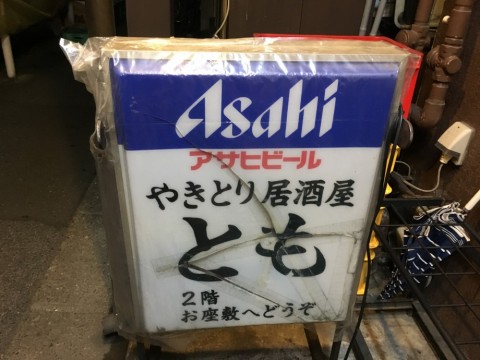 Asahi
アサヒビール
やきとり居酒屋
とも
2階
お座敷へどうぞ